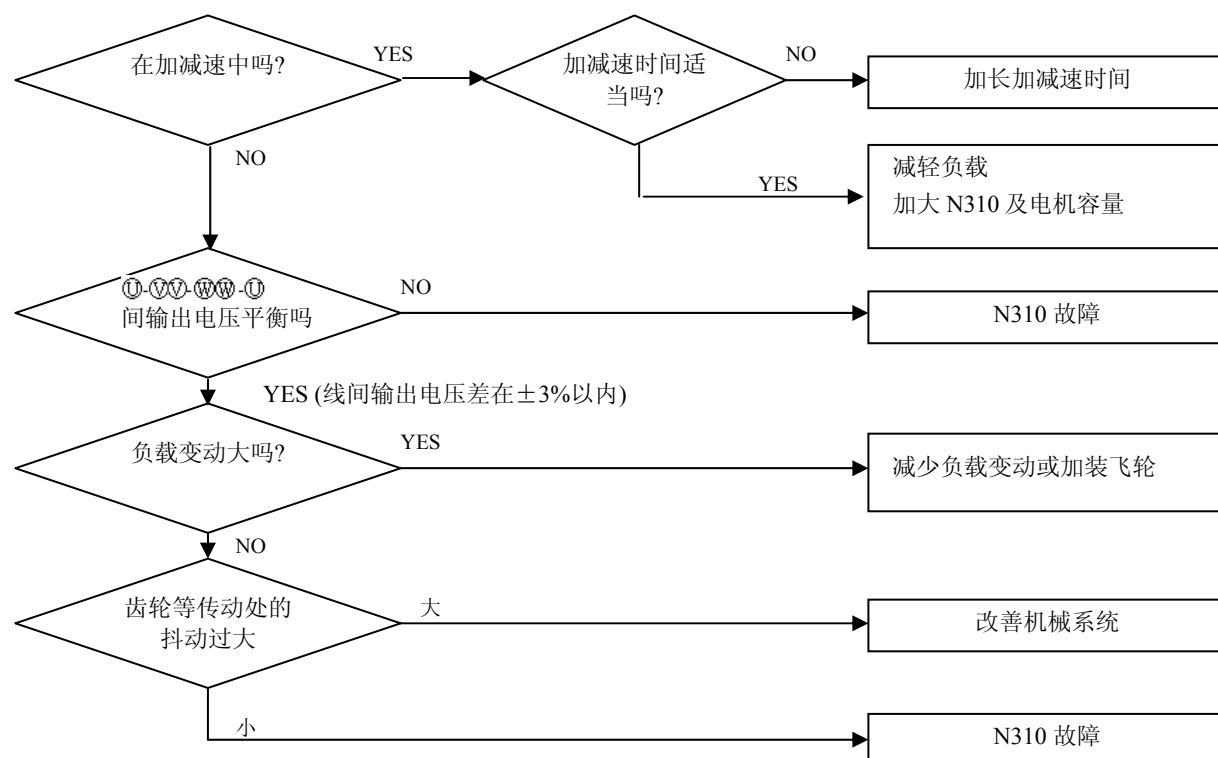 在加减速中吗?
YES
加减速时间适
当吗?
NO
加长加减速时间
NO
YES
减轻负载
加大 N310 及电机容量
Ⓤ-ⓋⓋ-ⓌⓌ-Ⓤ
间输出电压平衡吗
NO
N310 故障
YES (线间输出电压差在±3%以内)
负载变动大吗?
YES
减少负载变动或加装飞轮
NO
齿轮等传动处的
抖动过大
大
改善机械系统
小
N310 故障